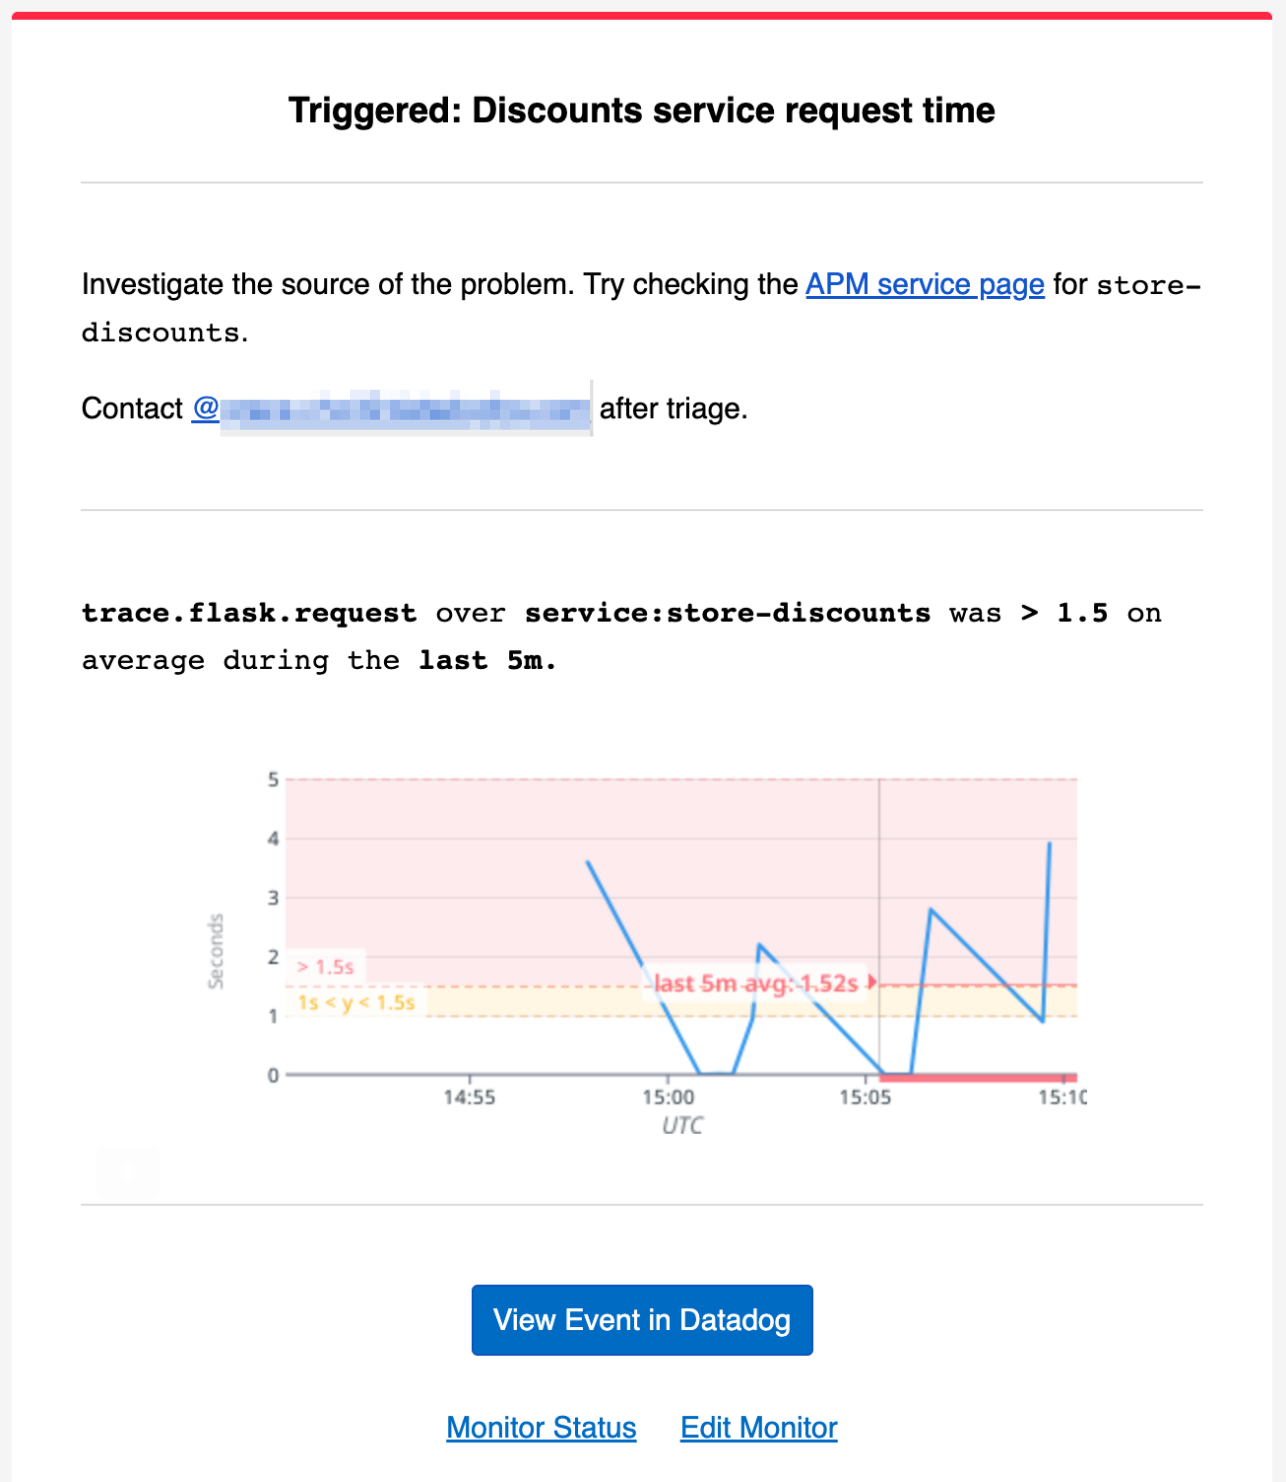 Triggered: Discounts service request time
Investigate the source of the problem. Try checking the APM service page for store-
discounts.
Contact @ after triage.
trace.flask.request over service:store-discounts was > 1.5 on
average during the last 5m.
5
4
3
2
1
0
Seconds
> 1.5s
1s < y < 1.5s
last 5m avg: 1.52s
14:55 15:00 15:05 15:10
UTC
View Event in Datadog
Monitor Status Edit Monitor